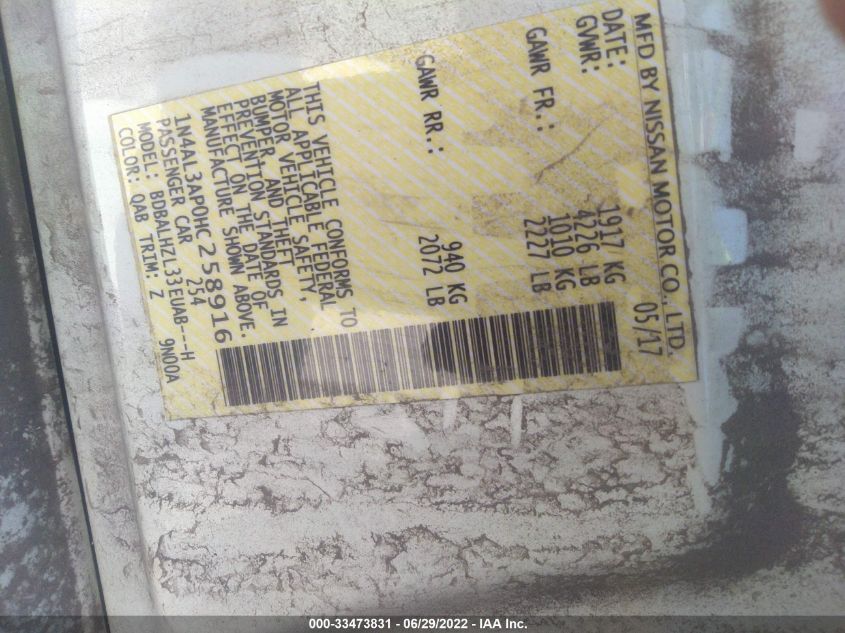 MFD BY NISSAN MOTOR CO., LTD.
DATE: 05/17
GVWR: 1917 KG
4226 LB
GAWR FR.: 1010 KG
2227 LB
GAWR RR.: 940 KG
2072 LB
THIS VEHICLE CONFORMS TO
ALL APPLICABLE FEDERAL
MOTOR VEHICLE SAFETY,
BUMPER, AND THEFT
PREVENTION STANDARDS IN
EFFECT ON THE DATE OF
MANUFACTURE SHOWN ABOVE.
1N4AL3AP0HC258916
PASSENGER CAR 254
MODEL: BDBALHZL33EUAB---H
COLOR: QAB TRIM: Z 9N00A
000-33473831 - 06/29/2022 - IAA Inc.